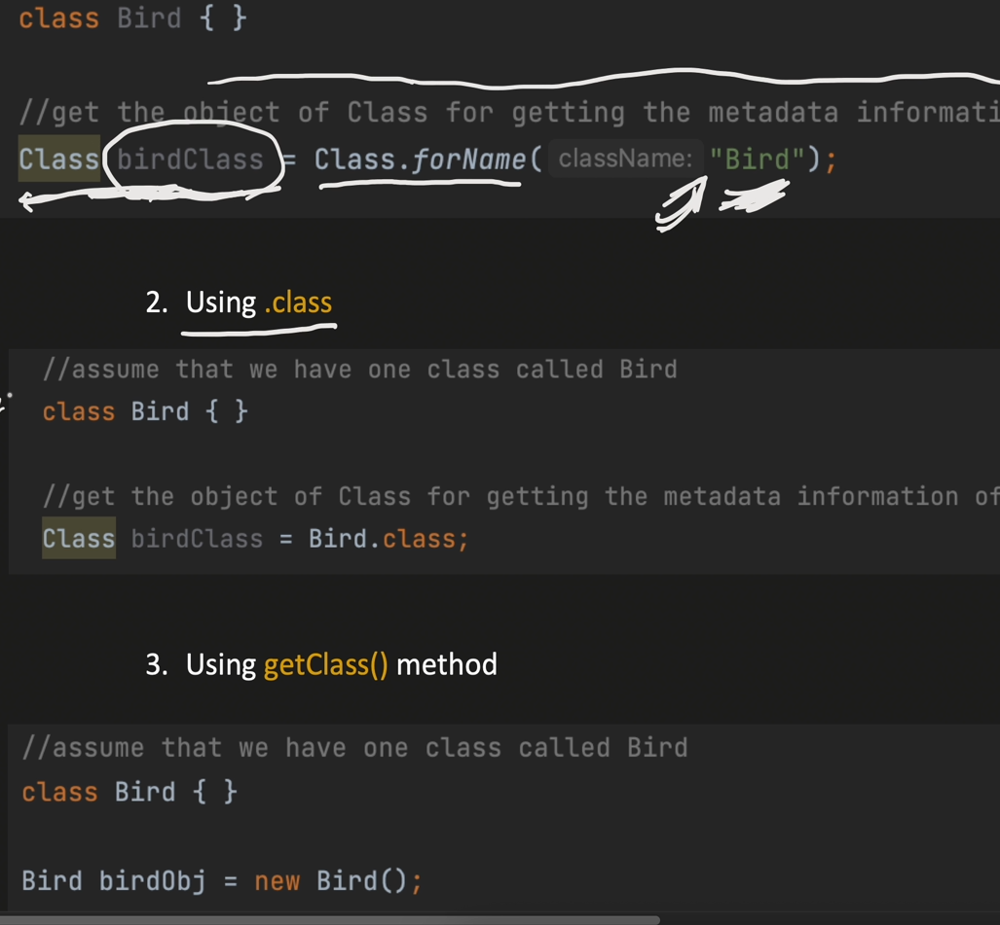 class Bird { }
//get the object of Class for getting the metadata informati
Class birdClass = Class.forName( className: "Bird");
2. Using .class
//assume that we have one class called Bird
class Bird { }
//get the object of Class for getting the metadata information of
Class birdClass = Bird.class;
3. Using getClass() method
//assume that we have one class called Bird
class Bird { }
Bird birdObj = new Bird();